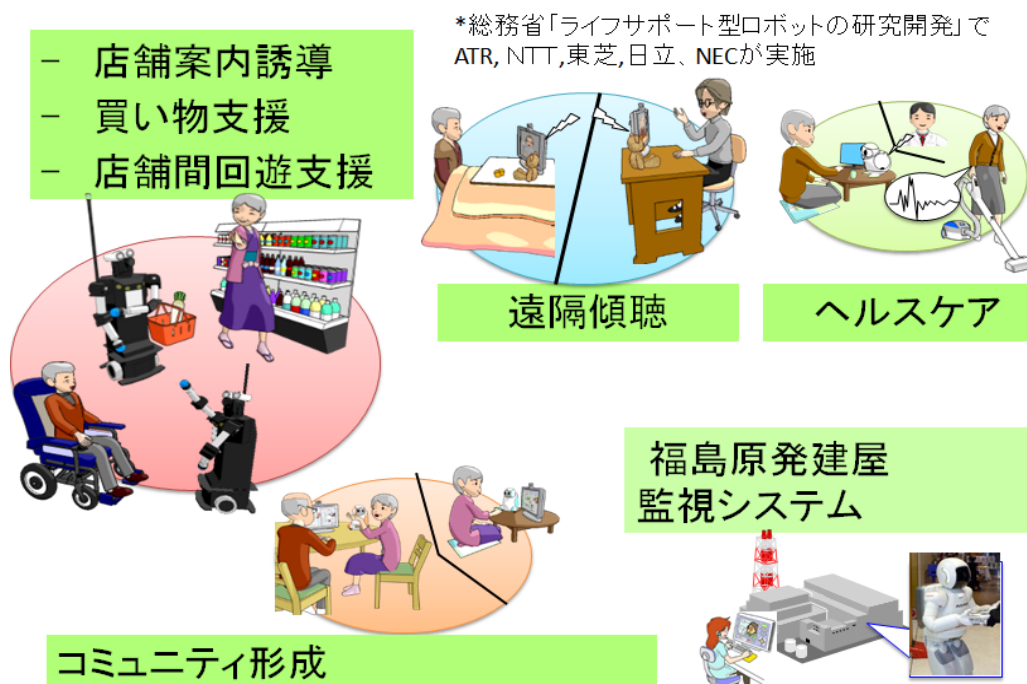 *総務省「ライフサポート型ロボットの研究開発」で
ATR, NTT,東芝,日立、NECが実施
- 店舗案内誘導
- 買い物支援
- 店舗間回遊支援
遠隔傾聴
ヘルスケア
福島原発建屋
監視システム
コミュニティ形成